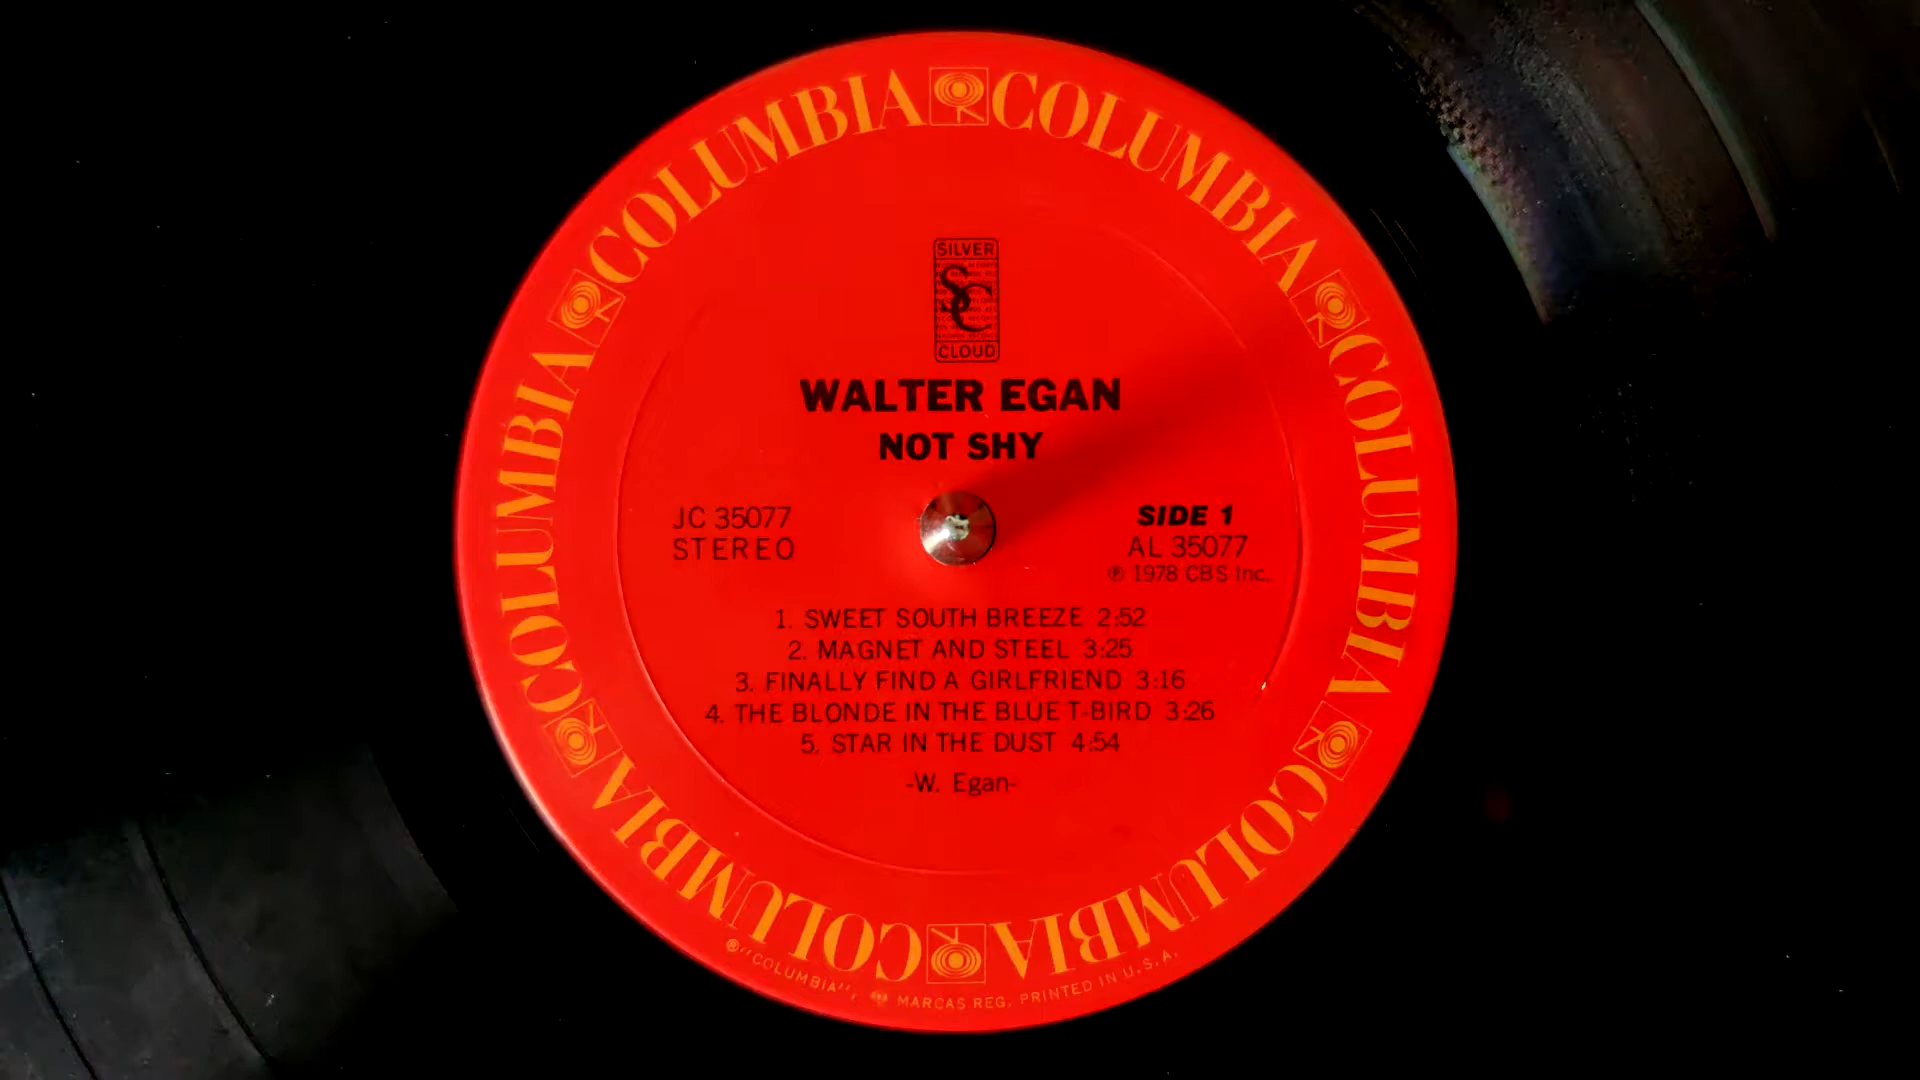 COLUMBIA COLUMBIA COLUMBIA COLUMBIA COLUMBIA COLUMBIA
SILVER
SC
CLOUD
WALTER EGAN
NOT SHY
JC 35077
STEREO
SIDE 1
AL 35077
℗ 1978 CBS Inc.
1. SWEET SOUTH BREEZE 2:52
2. MAGNET AND STEEL 3:25
3. FINALLY FIND A GIRLFRIEND 3:16
4. THE BLONDE IN THE BLUE T-BIRD 3:26
5. STAR IN THE DUST 4:54
-W. Egan-
®"COLUMBIA", MARCAS REG. PRINTED IN U.S.A.